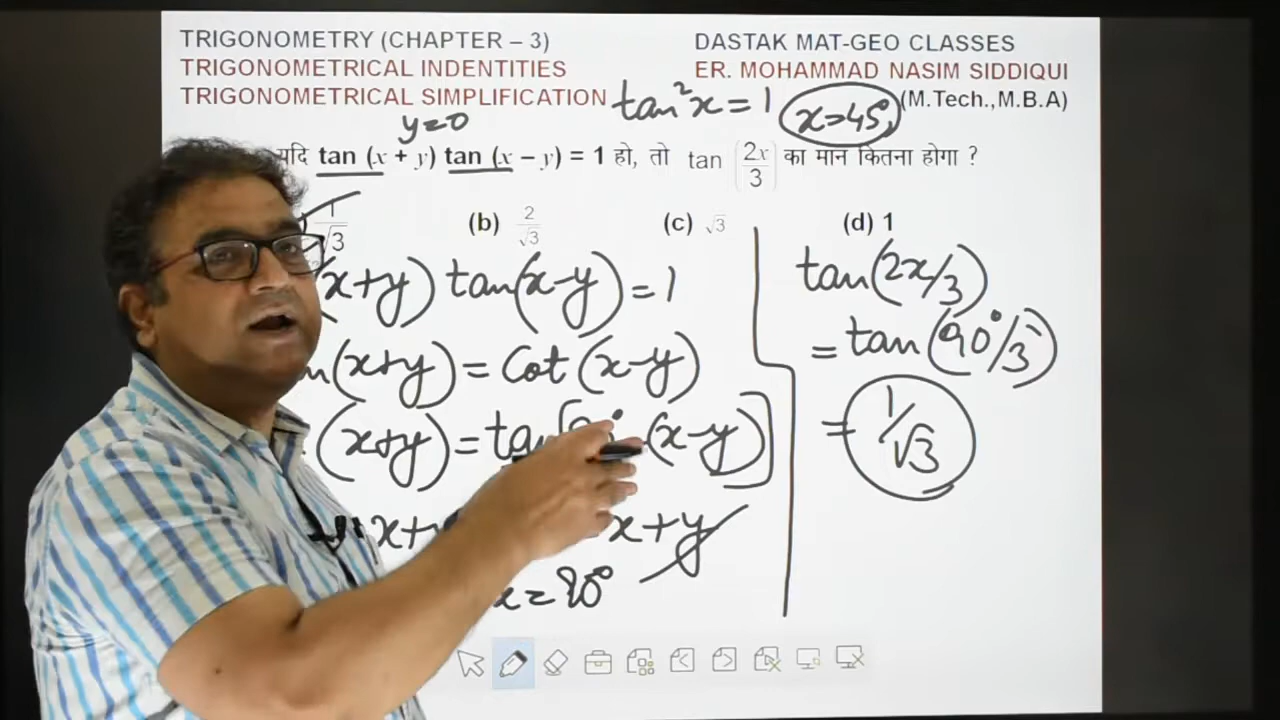 TRIGONOMETRY (CHAPTER – 3)
DASTAK MAT-GEO CLASSES
TRIGONOMETRICAL INDENTITIES
ER. MOHAMMAD NASIM SIDDIQUI
TRIGONOMETRICAL SIMPLIFICATION
(M.Tech.,M.B.A)
tan²x = 1 x=45°
y=0
यदि tan (x + y) tan (x – y) = 1 हो, तो tan (2x/3) का मान कितना होगा ?
1/√3 (b) 2/√3 (c) √3 (d) 1
(x+y) tan(x-y) = 1
(x+y) = Cot (x-y)
(x+y) = tan (x-y)]
x+y
x = 90°
tan(2x/3)
= tan(90°/3)
= 1/√3